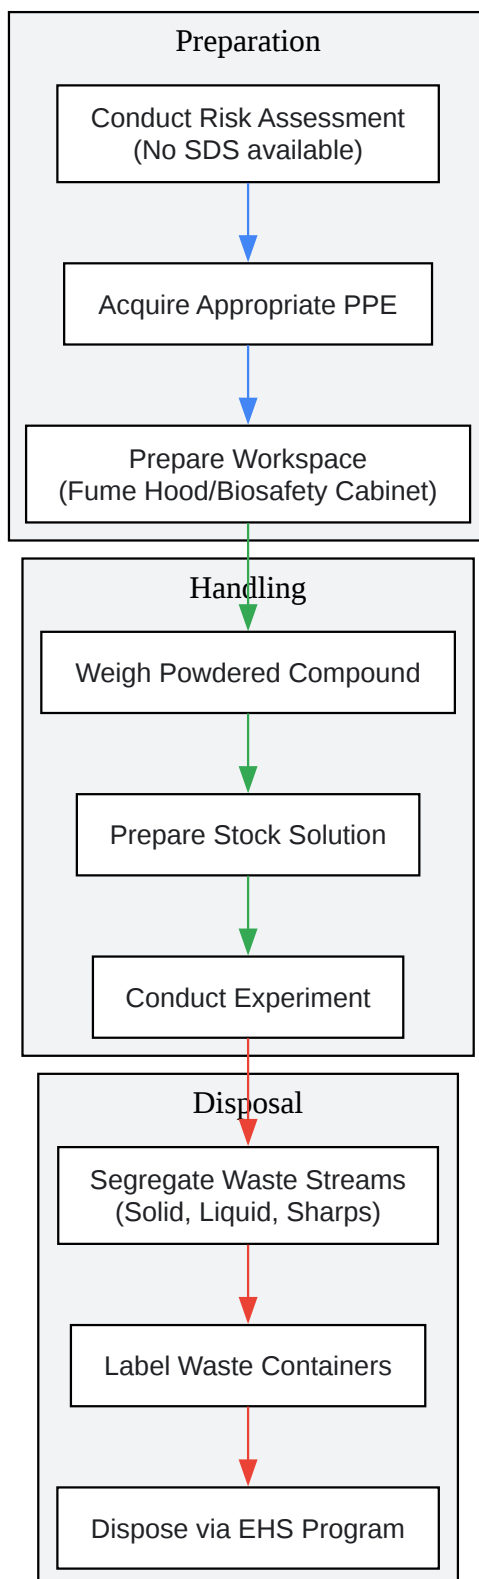 Preparation
Conduct Risk Assessment
(No SDS available)
Acquire Appropriate PPE
Prepare Workspace
(Fume Hood/Biosafety Cabinet)
Handling
Weigh Powdered Compound
Prepare Stock Solution
Conduct Experiment
Disposal
Segregate Waste Streams
(Solid, Liquid, Sharps)
Label Waste Containers
Dispose via EHS Program